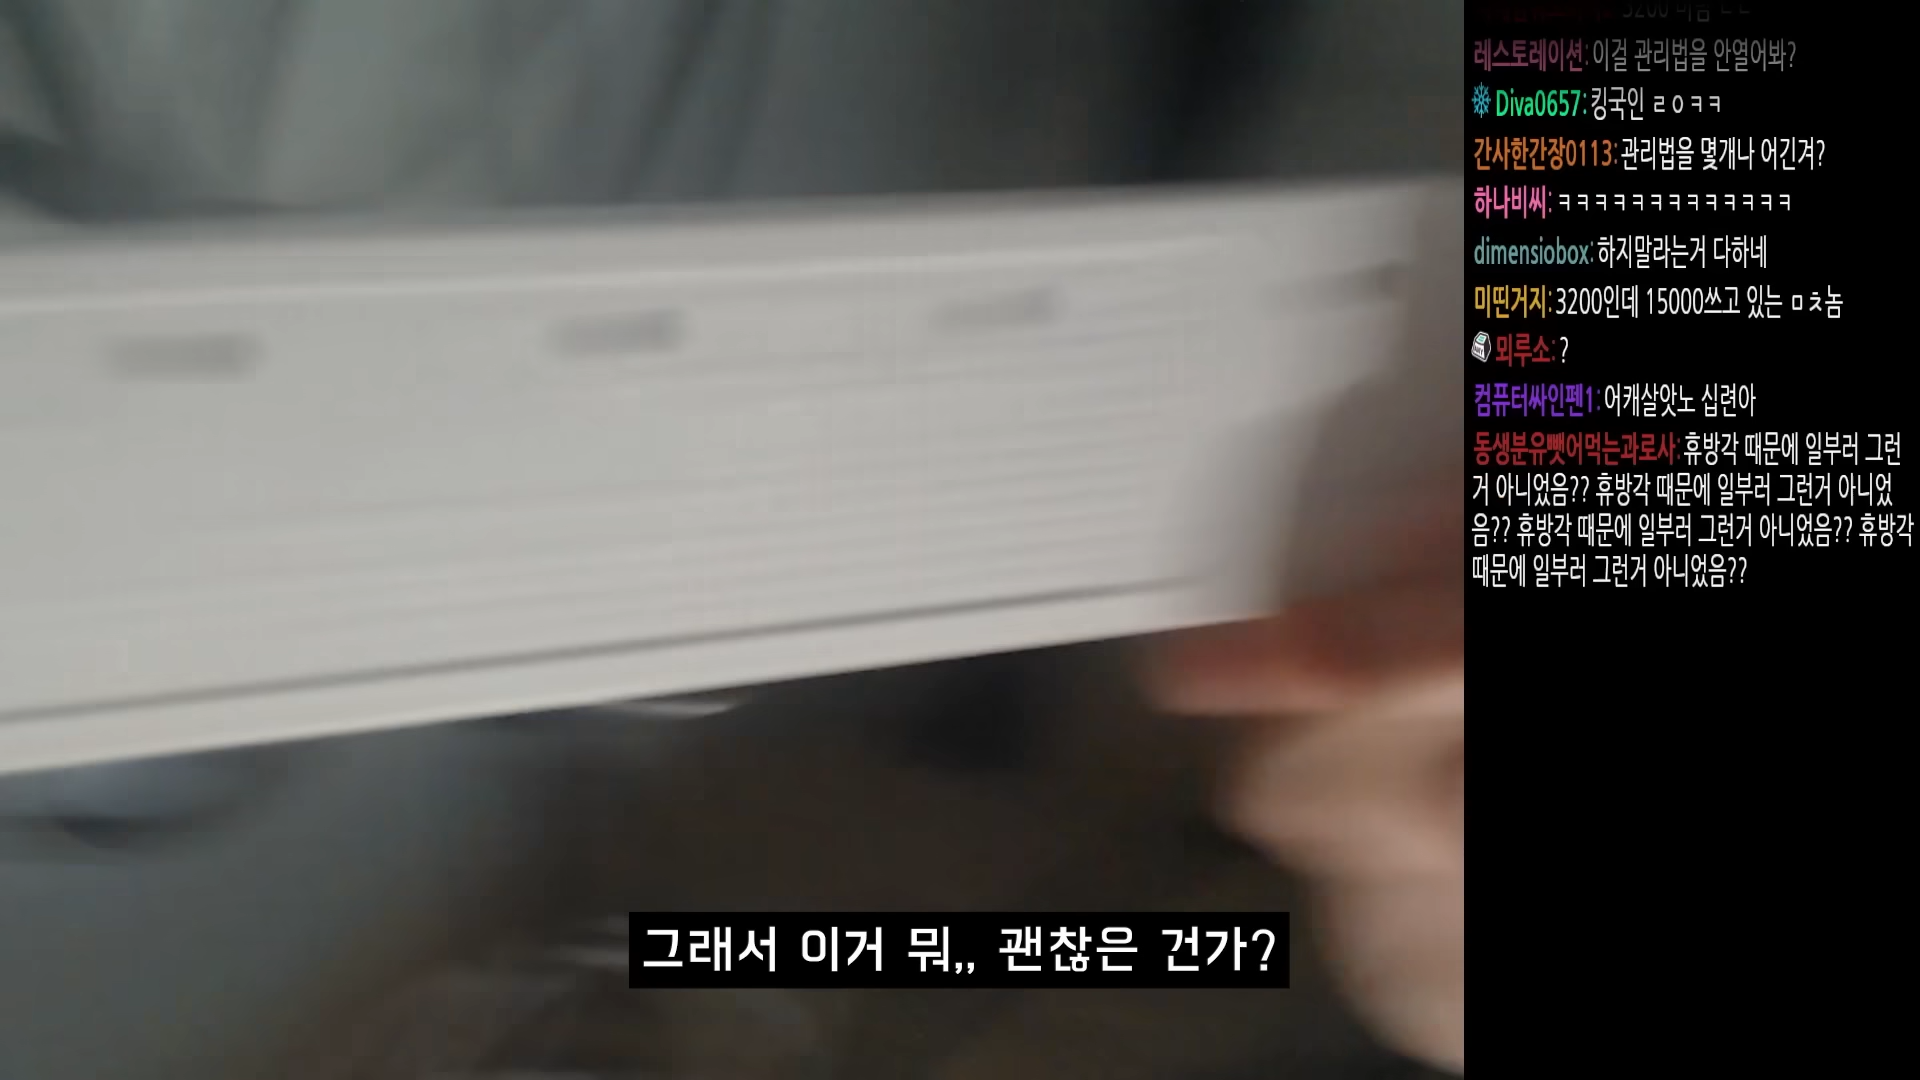 레스토레이션: 이걸 관리법을 안열어봐?
Diva0657: 킹국인 ㄹㅇㅋㅋ
간사한간장0113: 관리법을 몇개나 어긴겨?
하나비씨: ㅋㅋㅋㅋㅋㅋㅋㅋㅋㅋㅋㅋㅋ
dimensiobox: 하지말라는거 다하네
미띤거지: 3200인데 15000쓰고 있는 ㅁㅊ놈
뫼루소: ?
컴퓨터싸인펜1: 어캐살앗노 십련아
동생분유뺏어먹는과로사: 휴방각 때문에 일부러 그런
거 아니었음?? 휴방각 때문에 일부러 그런거 아니었
음?? 휴방각 때문에 일부러 그런거 아니었음?? 휴방각
때문에 일부러 그런거 아니었음??
그래서 이거 뭐,, 괜찮은 건가?